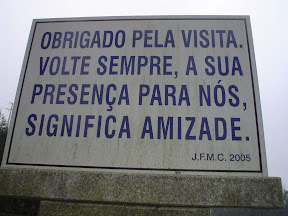 OBRIGADO PELA VISITA.
VOLTE SEMPRE, A SUA
PRESENÇA PARA NÓS,
SIGNIFICA AMIZADE.
J.F.M.C. 2005